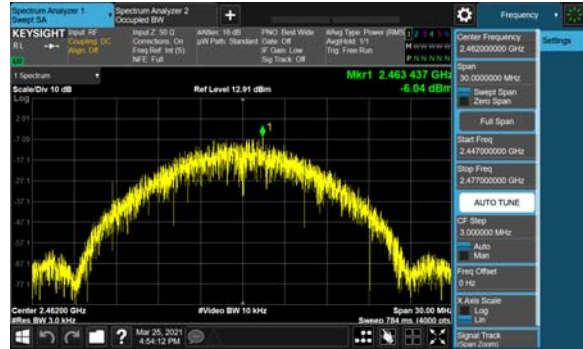 Spectrum Analyzer 1
Swept SA
Spectrum Analyzer 2
Occupied BW
Frequency
KEYSIGHT
Input: RF
Coupling: DC
Align: Off
Input Z: 50 Ω
Corrections: On
Freq Ref: Int (S)
NFE: Full
#Atten: 18 dB
µW Path: Standard
PNO: Best Wide
Gate: Off
IF Gain: Low
Sig Track: Off
#Avg Type: Power (RMS)
Avg|Hold: 1/1
Trig: Free Run
1 2 3 4 5 6
M W W W W W
P N N N N N
1 Spectrum
Scale/Div 10 dB
Ref Level 12.91 dBm
Mkr1 2.463 437 GHz
-6.04 dBm
Log
2.91
-7.09
-17.1
-27.1
-37.1
-47.1
-57.1
-67.1
-77.1
1
Center 2.46200 GHz
#Res BW 3.0 kHz
#Video BW 10 kHz
Span 30.00 MHz
Sweep 784 ms (4000 pts
Mar 25, 2021
4:54:12 PM
Center Frequency
2.462000000 GHz
Settings
Span
30.0000000 MHz
Swept Span
Zero Span
Full Span
Start Freq
2.447000000 GHz
Stop Freq
2.477000000 GHz
AUTO TUNE
CF Step
3.000000 MHz
Auto
Man
Freq Offset
0 Hz
X Axis Scale
Log
Lin
Signal Track
(Span Zoom)